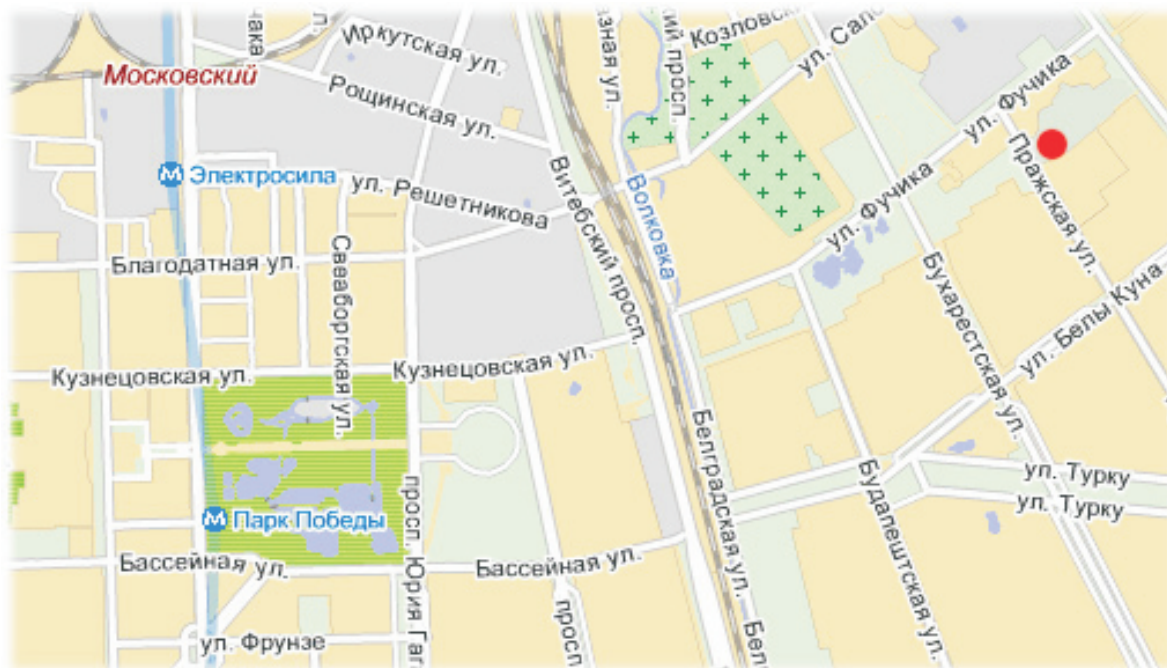 Козловск
ул. Сало
Иркутская ул.
Московский
Рощинская ул.
ул. Фучика
Пражская ул.
Электросила
ул. Решетникова
Витебский просп.
Волковка
ул. Фучика
Благодатная ул.
Свеаборгская ул.
Бухарестская ул.
ул. Белы Куна
Кузнецовская ул.
Кузнецовская ул.
Белградская ул.
Будапештская ул.
ул. Турку
ул. Турку
Парк Победы
просп. Юрия Гаг
Бассейная ул.
Бассейная ул.
просп
ул. Фрунзе
Бел